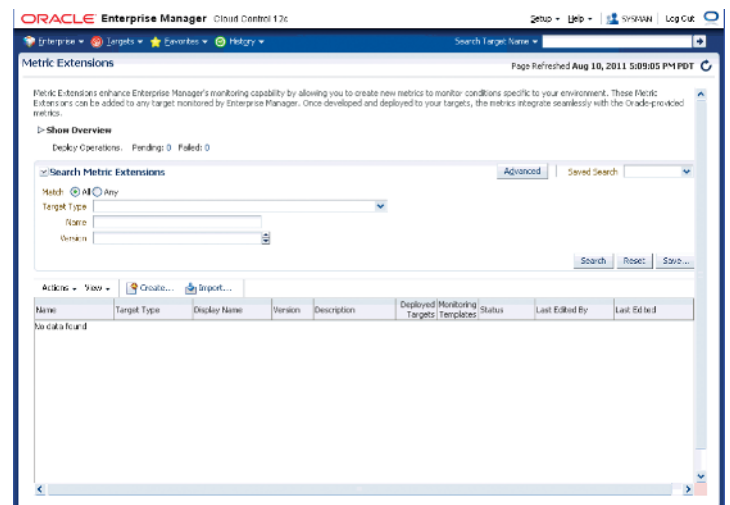 ORACLE Enterprise Manager Cloud Control 12c
Setup Help SYSMAN Log Out
Enterprise Targets Favorites History Search Target Name
Metric Extensions
Page Refreshed Aug 10, 2011 5:09:05 PM PDT
Metric Extensions enhance Enterprise Manager's monitoring capability by allowing you to create new metrics to monitor conditions specific to your environment. These Metric
Extensions can be added to any target monitored by Enterprise Manager. Once developed and deployed to your targets, the metrics integrate seamlessly with the Oracle-provided
metrics.
Show Overview
Deploy Operations. Pending: 0 Failed: 0
Search Metric Extensions
Advanced Saved Search
Match All Any
Target Type
Name
Version
Search Reset Save...
Actions View Create... Import...
Name Target Type Display Name Version Description Deployed Targets Monitoring Templates Status Last Edited By Last Edited
No data found